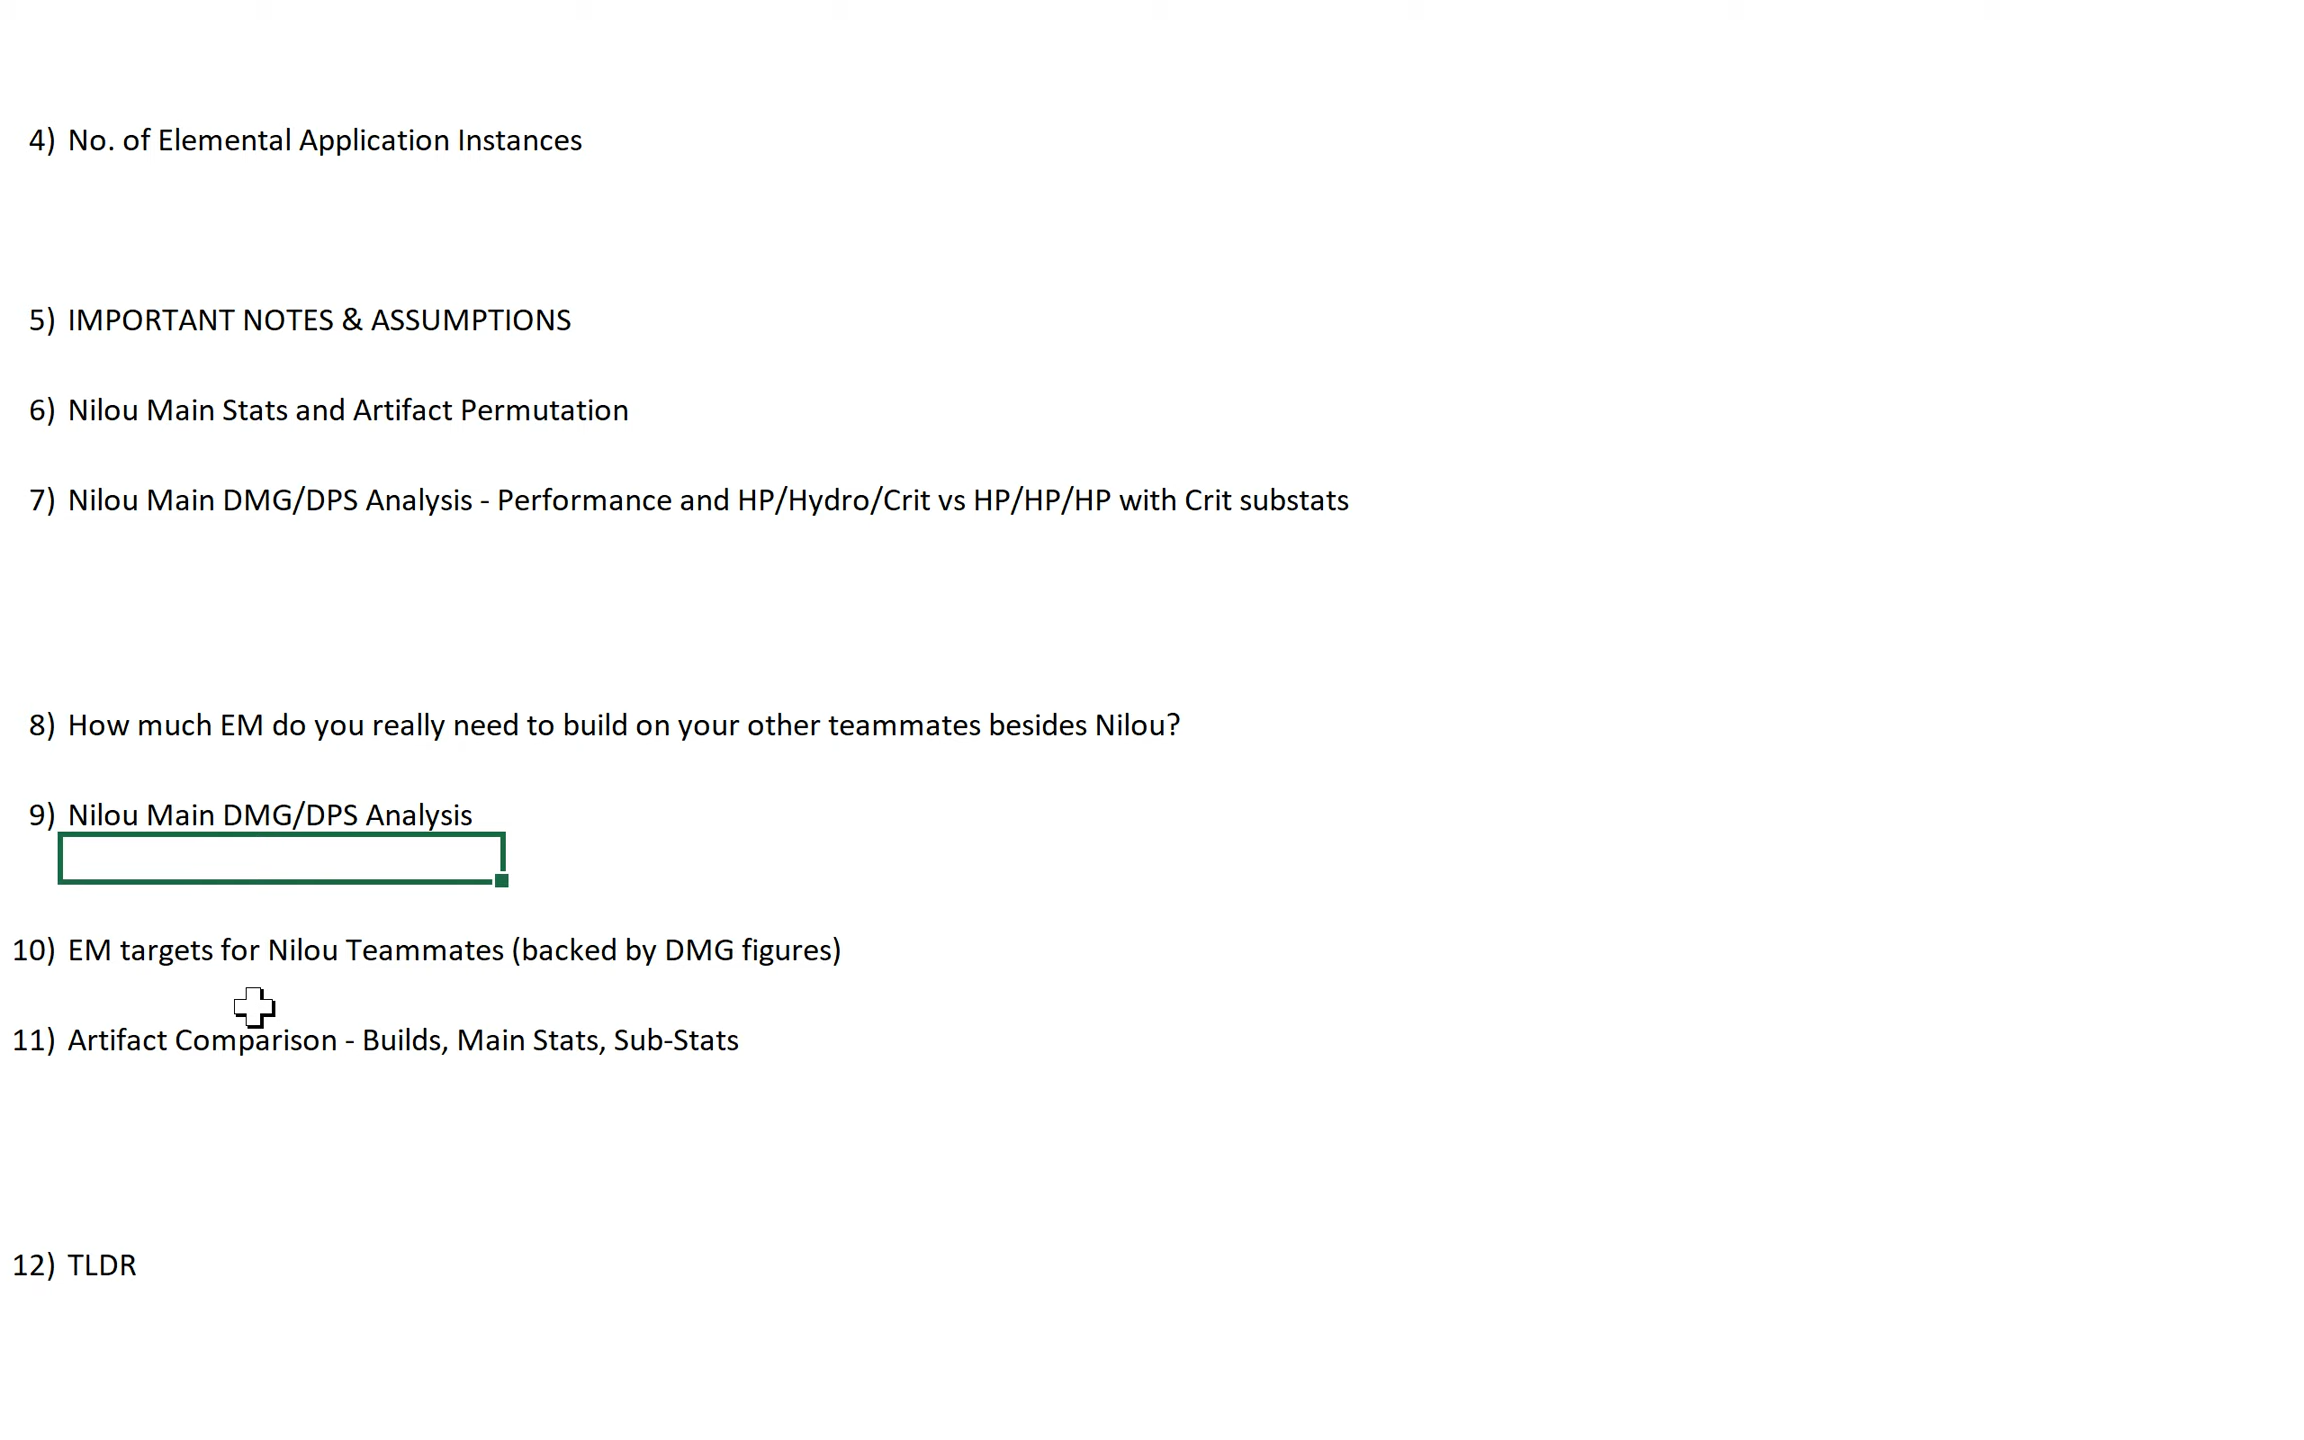 4) No. of Elemental Application Instances
5) IMPORTANT NOTES & ASSUMPTIONS
6) Nilou Main Stats and Artifact Permutation
7) Nilou Main DMG/DPS Analysis - Performance and HP/Hydro/Crit vs HP/HP/HP with Crit substats
8) How much EM do you really need to build on your other teammates besides Nilou?
9) Nilou Main DMG/DPS Analysis
10) EM targets for Nilou Teammates (backed by DMG figures)
11) Artifact Comparison - Builds, Main Stats, Sub-Stats
12) TLDR